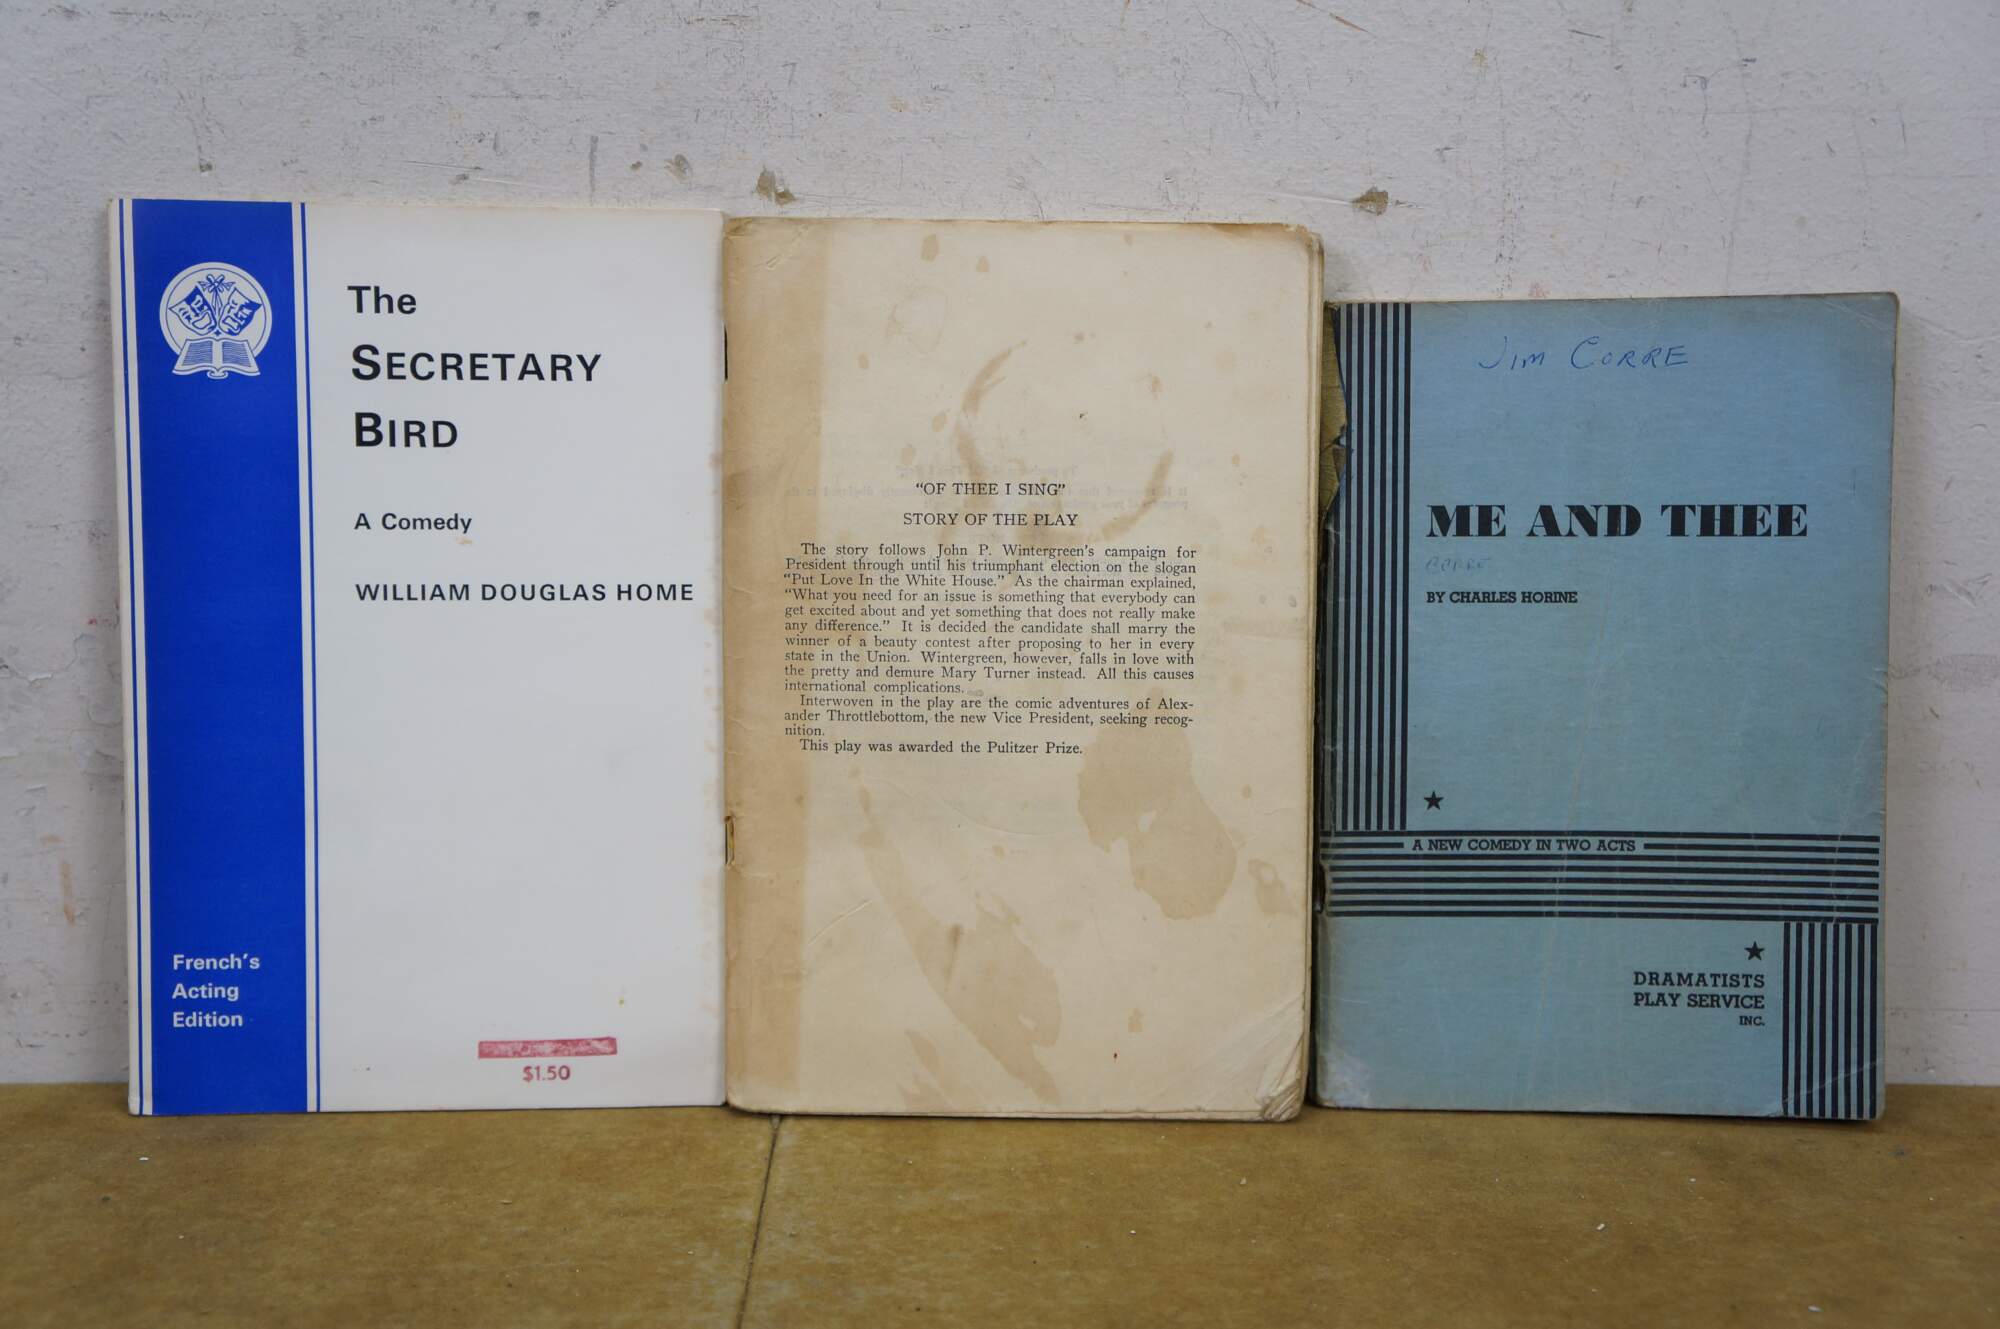 The
SECRETARY
BIRD
A Comedy
WILLIAM DOUGLAS HOME
French's
Acting
Edition
$1.50
"OF THEE I SING"
STORY OF THE PLAY
The story follows John P. Wintergreen's campaign for
President through until his triumphant election on the slogan
"Put Love In the White House." As the chairman explained,
"What you need for an issue is something that everybody can
get excited about and yet something that does not really make
any difference." It is decided the candidate shall marry the
winner of a beauty contest after proposing to her in every
state in the Union. Wintergreen, however, falls in love with
the pretty and demure Mary Turner instead. All this causes
international complications.
Interwoven in the play are the comic adventures of Alex-
ander Throttlebottom, the new Vice President, seeking recog-
nition.
This play was awarded the Pulitzer Prize.
JIM CORRE
ME AND THEE
CORRE
BY CHARLES HORINE
A NEW COMEDY IN TWO ACTS
DRAMATISTS
PLAY SERVICE
INC.